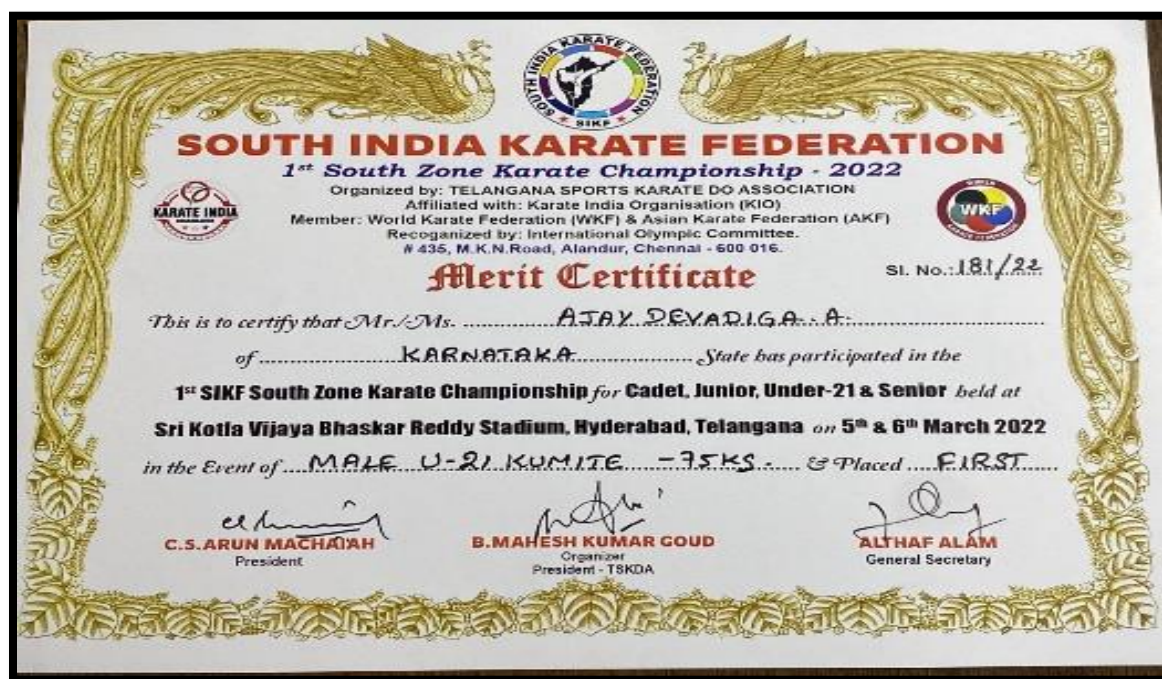 SOUTH INDIA KARATE FEDERATION
SIKF
SOUTH INDIA KARATE FEDERATION
1st South Zone Karate Championship - 2022
Organized by: TELANGANA SPORTS KARATE DO ASSOCIATION
Affiliated with: Karate India Organisation (KIO)
KARATE INDIA
Member: World Karate Federation (WKF) & Asian Karate Federation (AKF)
WKF
Recoganized by: International Olympic Committee.
# 435, M.K.N.Road, Alandur, Chennai - 600 016.
Merit Certificate
Sl. No.: 181/22
This is to certify that Mr./Ms. AJAY DEVADIGA. A.
of KARNATAKA State has participated in the
1st SIKF South Zone Karate Championship for Cadet, Junior, Under-21 & Senior held at
Sri Kotla Vijaya Bhaskar Reddy Stadium, Hyderabad, Telangana on 5th & 6th March 2022
in the Event of MALE U-21 KUMITE -75KS. & Placed FIRST
C.S.ARUN MACHAIAH
President
B.MAHESH KUMAR GOUD
Organizer
President - TSKDA
ALTHAF ALAM
General Secretary